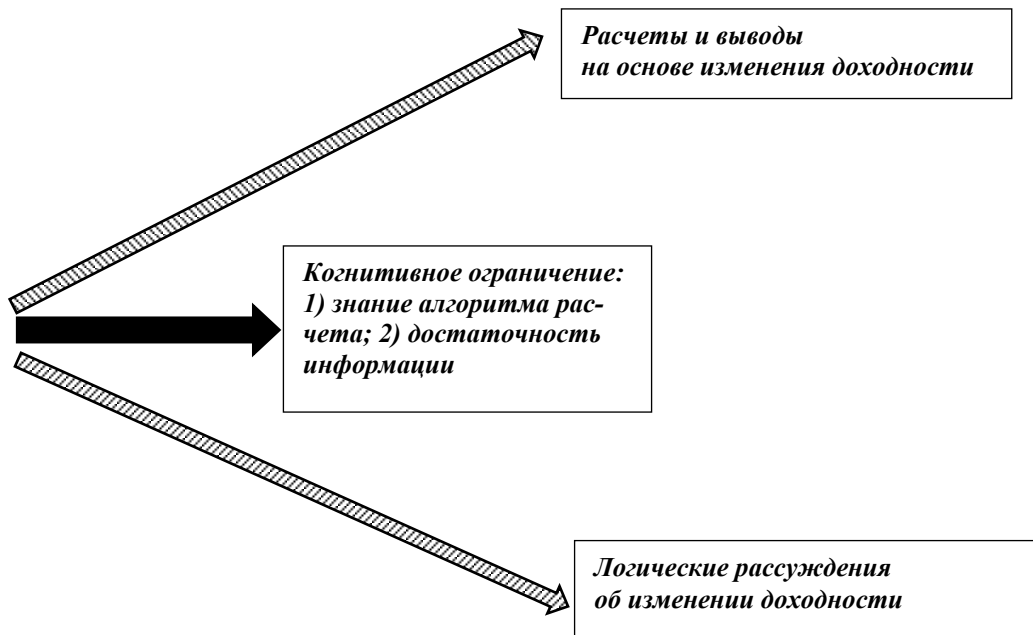 Расчеты и выводы
на основе изменения доходности
Когнитивное ограничение:
1) знание алгоритма рас-
чета; 2) достаточность
информации
Логические рассуждения
об изменении доходности